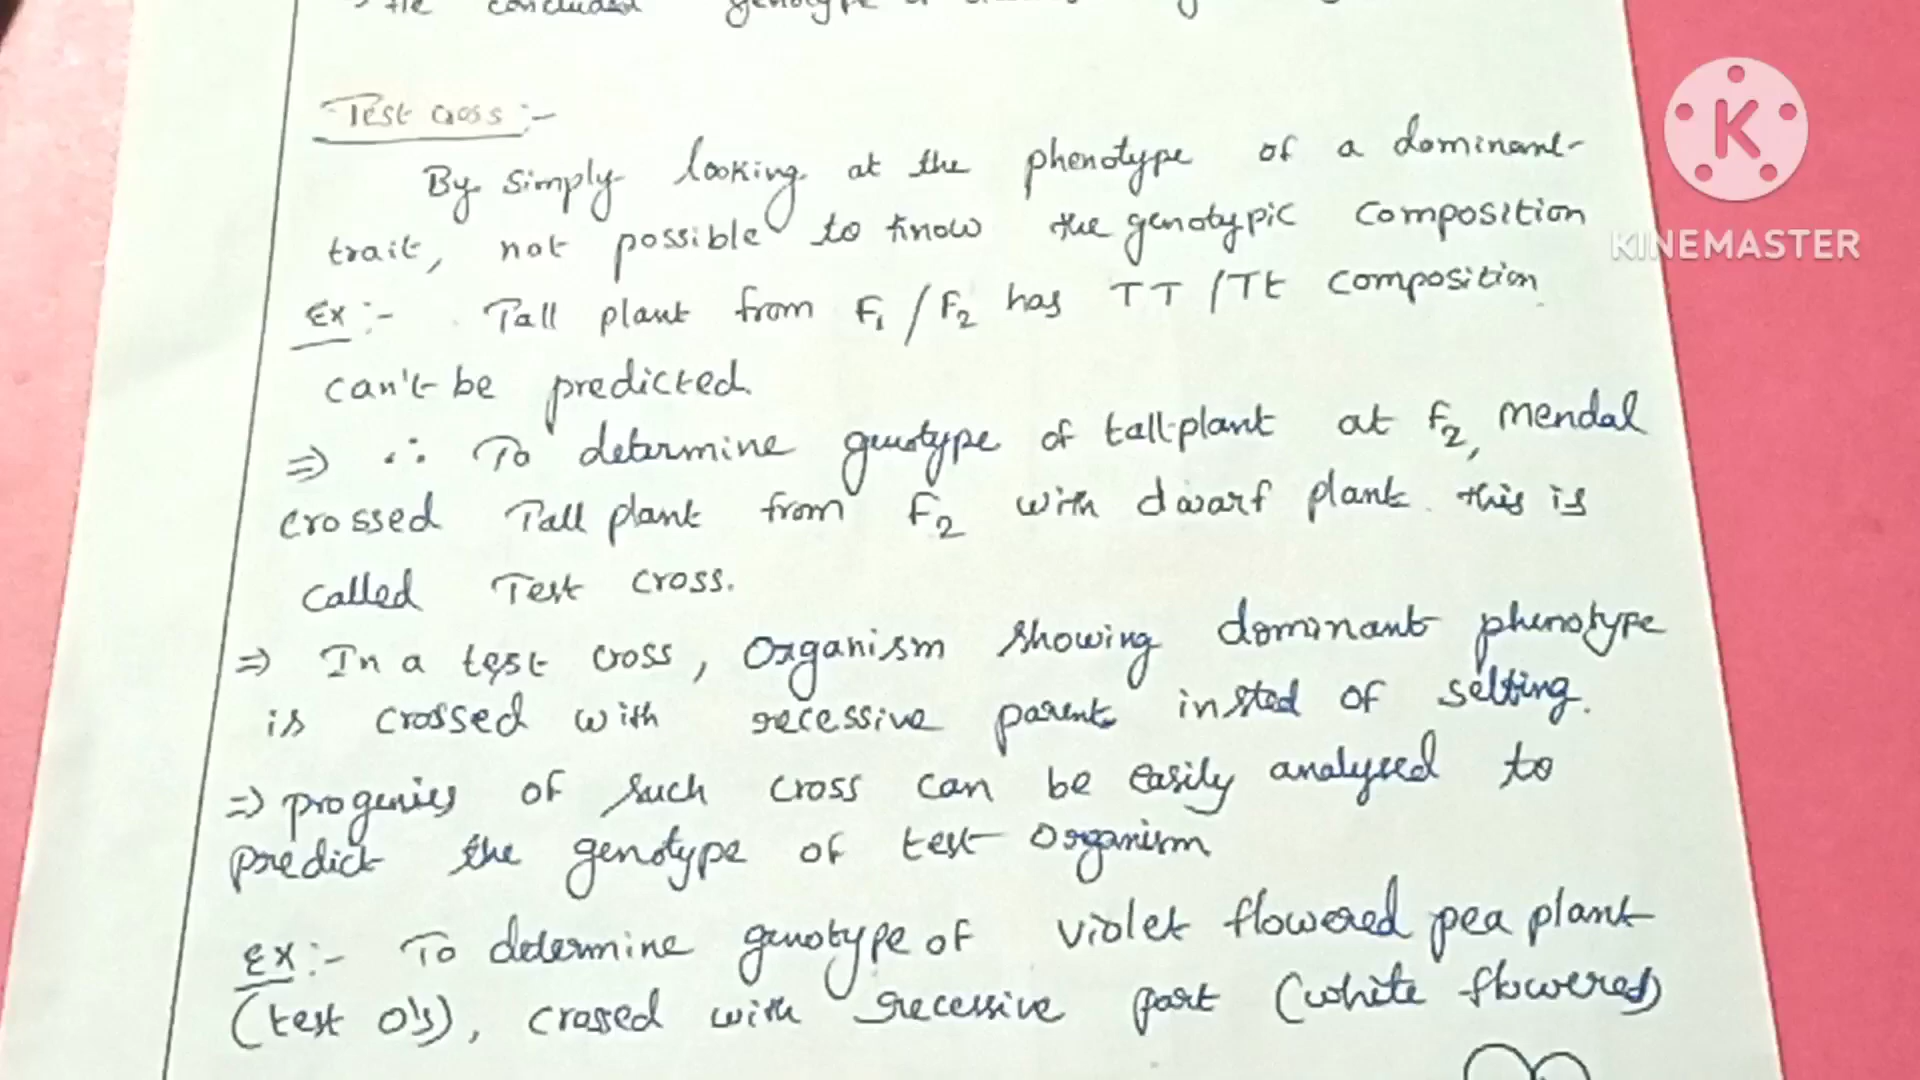 He concluded genotype
Test cross :-
By simply looking at the phenotype of a dominant
trait, not possible to know the genotypic composition
Ex :- Tall plant from F1 / F2 has TT / Tt composition
can't be predicted.
⇒ ∴ To determine genotype of tall plant at F2, mendal
crossed Tall plant from F2 with dwarf plant. this is
called Test cross.
⇒ In a test cross, Organism showing dominant phenotype
is crossed with recessive parent insted of selfing.
⇒ progenies of such cross can be easily analysed to
predict the genotype of test organism
Ex :- To determine genotype of violet flowered pea plant
(test O's), crossed with recessive part (white flowered)
K
KINEMASTER